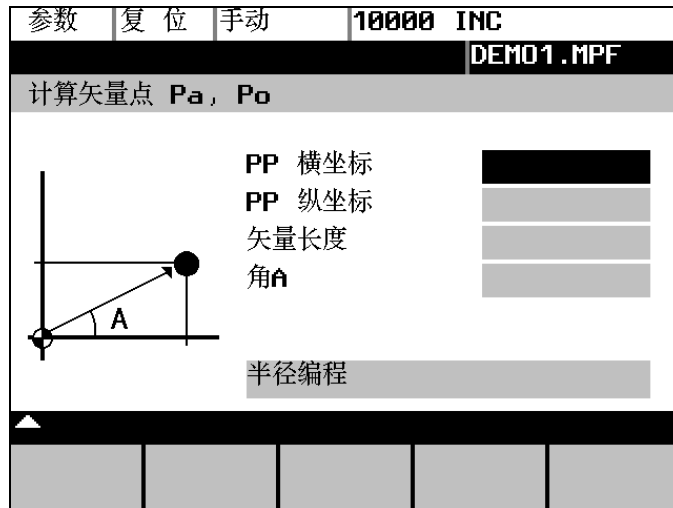 参数 复 位 手动 10000 INC
DEMO1.MPF
计算矢量点 Pa, Po
PP 横坐标
PP 纵坐标
矢量长度
角A
A
半径编程